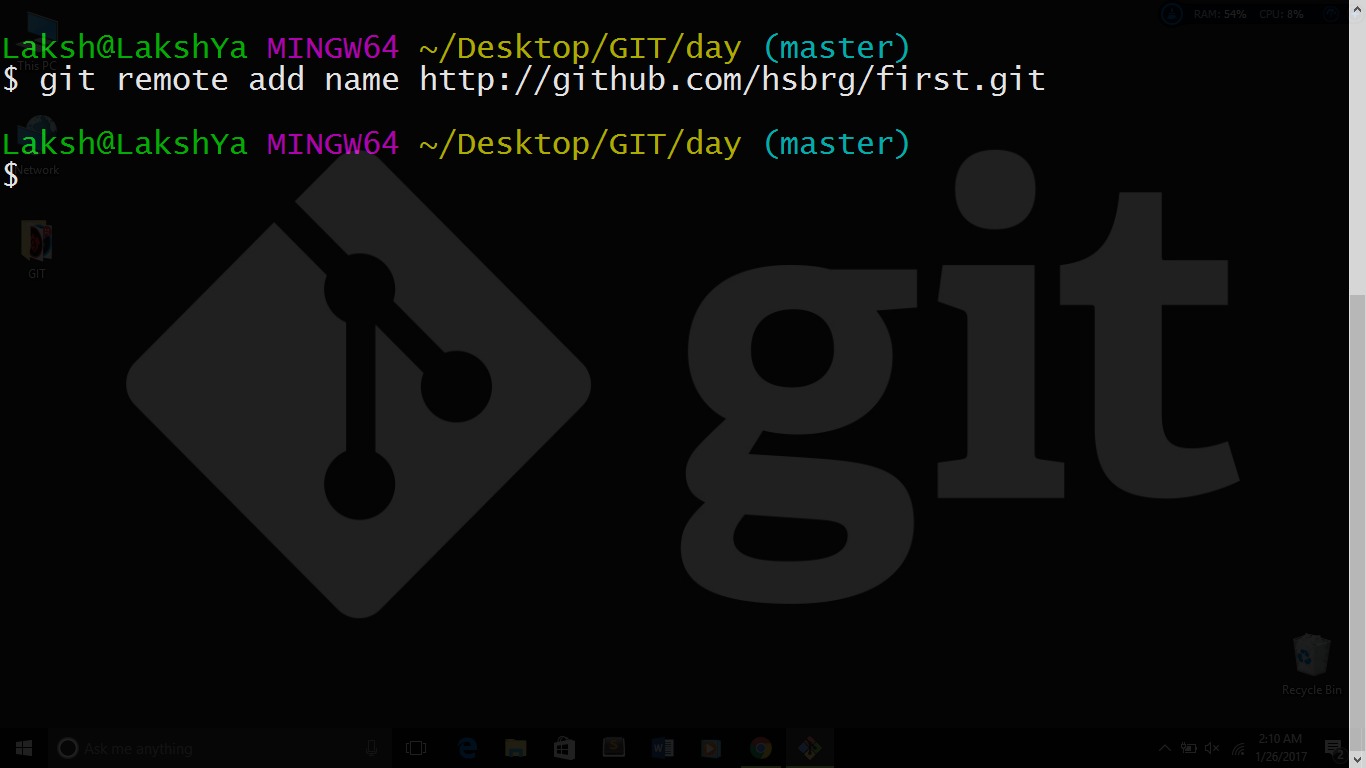 RAM: 54% CPU: 8%
Laksh@LakshYa MINGW64 ~/Desktop/GIT/day (master)
This PC
$ git remote add name http://github.com/hsbrg/first.git
Laksh@LakshYa MINGW64 ~/Desktop/GIT/day (master)
$
Network
GIT
git
Recycle Bin
Ask me anything
2:10 AM
1/26/2017
2